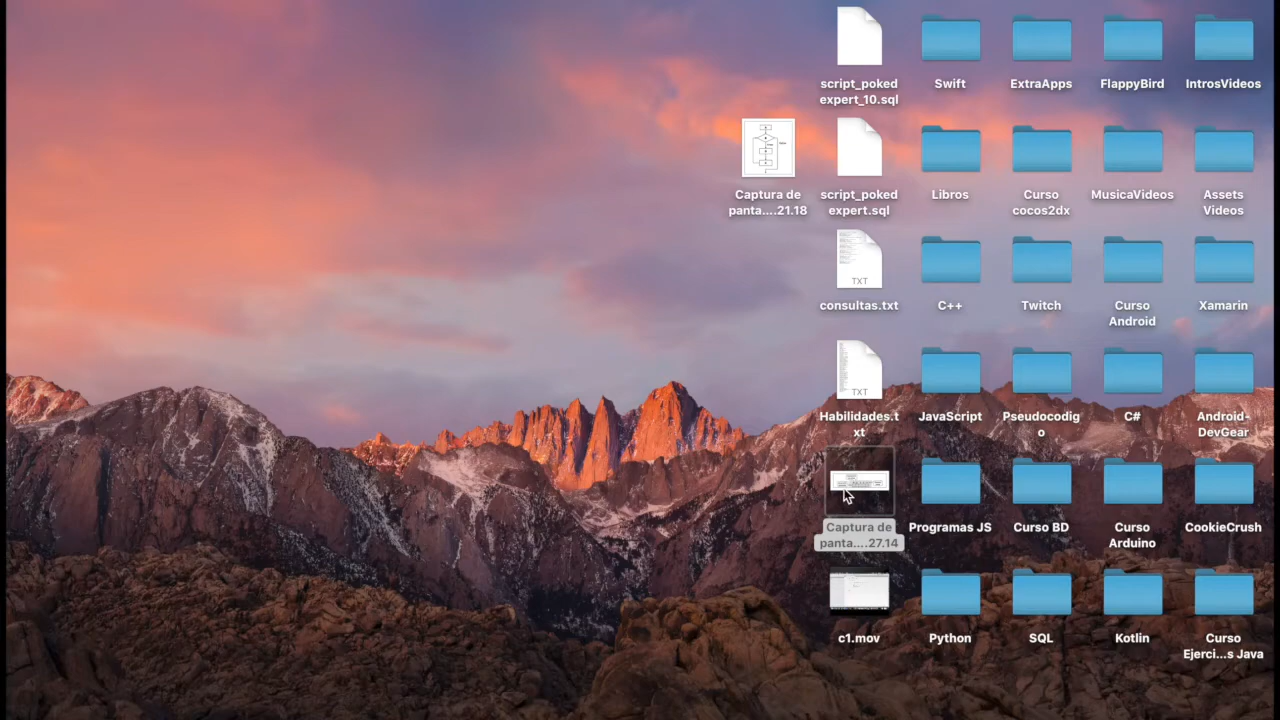 script_poked
expert_10.sql
Swift
ExtraApps
FlappyBird
IntrosVideos
Captura de
panta....21.18
script_poked
expert.sql
Libros
Curso
cocos2dx
MusicaVideos
Assets
Videos
TXT
consultas.txt
C++
Twitch
Curso
Android
Xamarin
TXT
Habilidades.t
xt
JavaScript
Pseudocodig
o
C#
Android-
DevGear
Captura de
panta....27.14
Programas JS
Curso BD
Curso
Arduino
CookieCrush
c1.mov
Python
SQL
Kotlin
Curso
Ejerci...s Java